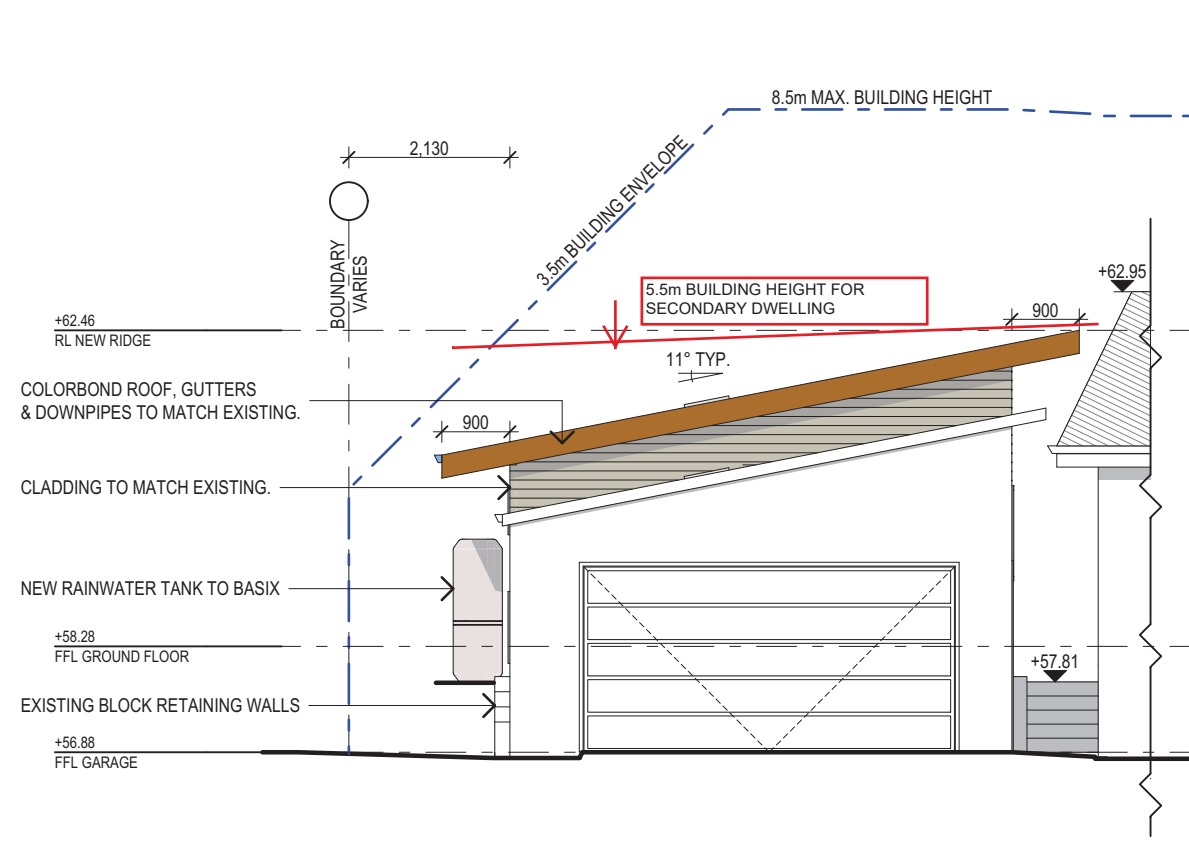 8.5m MAX. BUILDING HEIGHT
2,130
3.5m BUILDING ENVELOPE
BOUNDARY
VARIES
+62.95
5.5m BUILDING HEIGHT FOR
SECONDARY DWELLING
900
+62.46
RL NEW RIDGE
11° TYP.
COLORBOND ROOF, GUTTERS
& DOWNPIPES TO MATCH EXISTING.
900
CLADDING TO MATCH EXISTING.
NEW RAINWATER TANK TO BASIX
+58.28
FFL GROUND FLOOR
+57.81
EXISTING BLOCK RETAINING WALLS
+56.88
FFL GARAGE